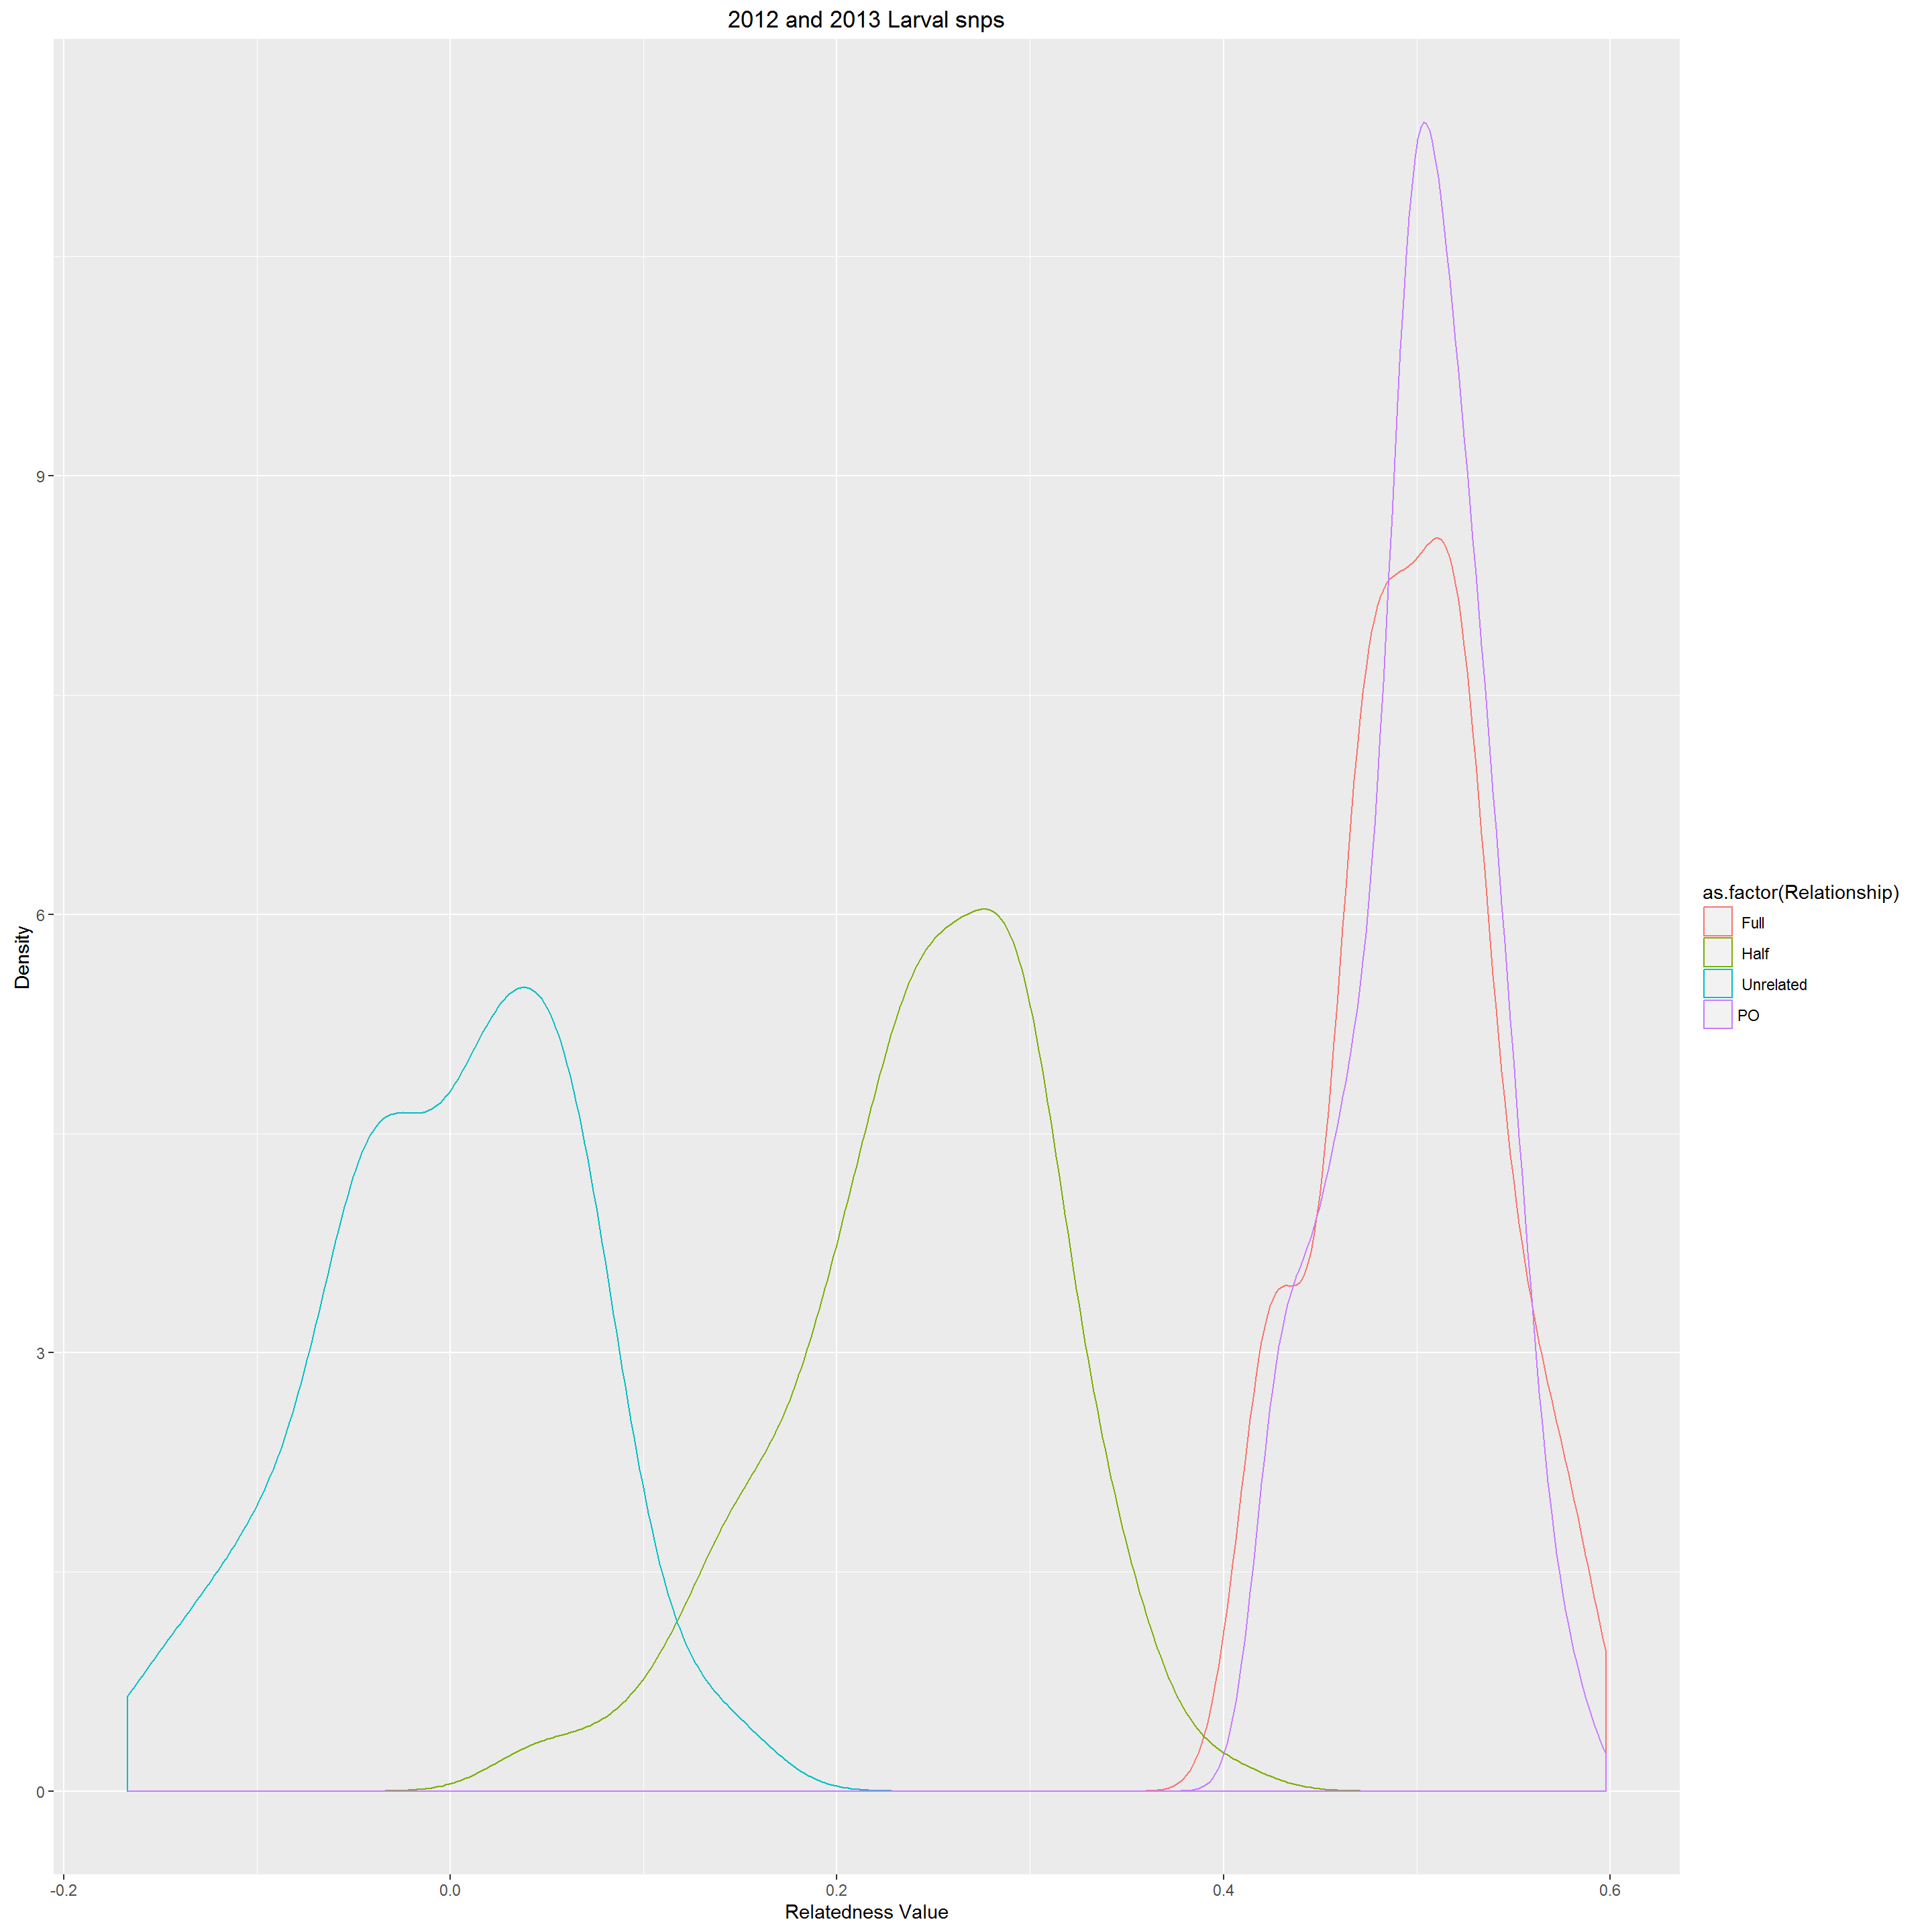 2012 and 2013 Larval snps
Density
9
6
3
0
-0.2 0.0 0.2 0.4 0.6
Relatedness Value
as.factor(Relationship)
Full
Half
Unrelated
PO